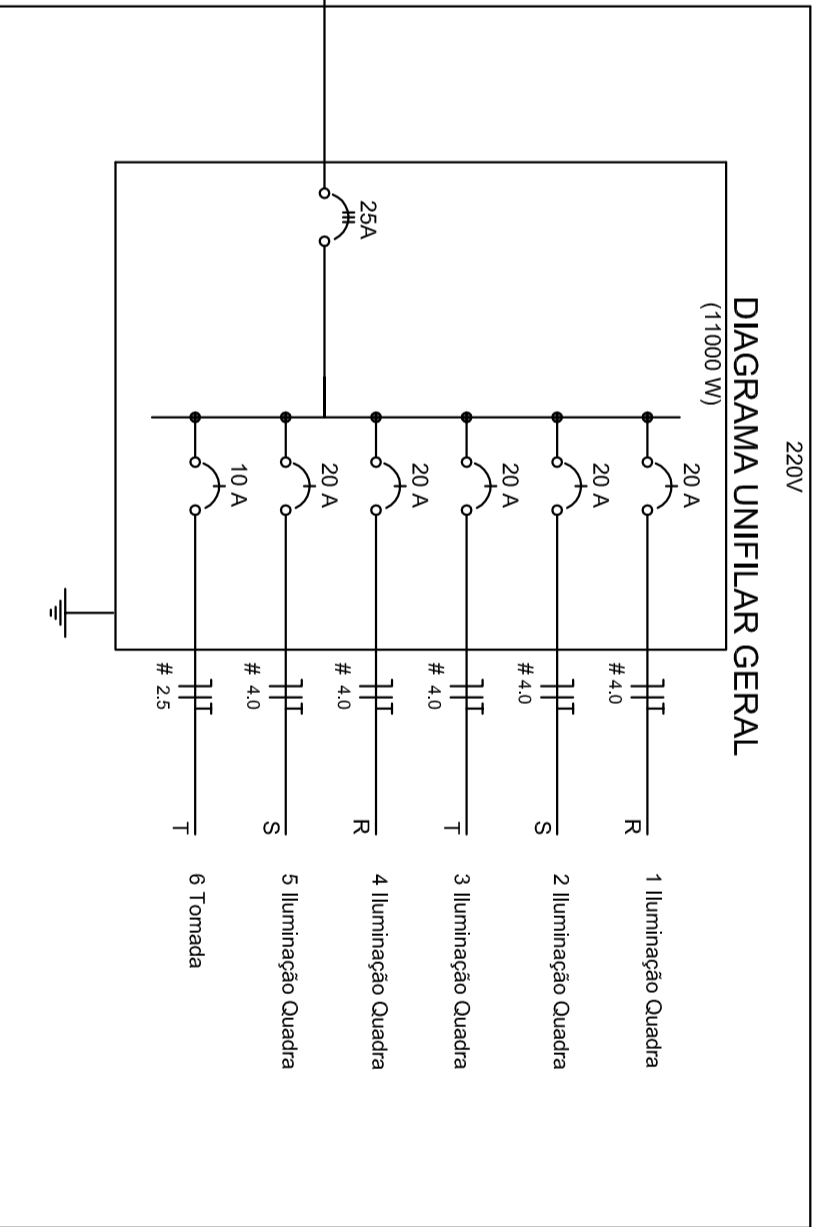 220V
DIAGRAMA UNIFILAR GERAL
(11000 W)
25A
20 A
# 4.0
R
1 Iluminação Quadra
20 A
# 4.0
S
2 Iluminação Quadra
20 A
# 4.0
T
3 Iluminação Quadra
20 A
# 4.0
R
4 Iluminação Quadra
20 A
# 4.0
S
5 Iluminação Quadra
10 A
# 2.5
T
6 Tomada